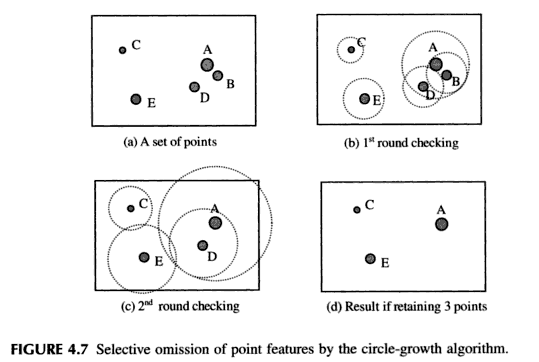 C
A
B
D
E
(a) A set of points
C
A
B
D
E
(b) 1st round checking
C
A
D
E
(c) 2nd round checking
C
A
E
(d) Result if retaining 3 points
FIGURE 4.7 Selective omission of point features by the circle-growth algorithm.